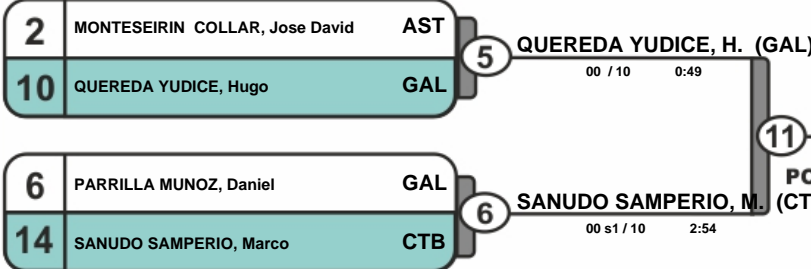 2 MONTESEIRIN COLLAR, Jose David AST
10 QUEREDA YUDICE, Hugo GAL
5
QUEREDA YUDICE, H. (GAL)
00 / 10 0:49
11
6 PARRILLA MUNOZ, Daniel GAL
14 SANUDO SAMPERIO, Marco CTB
6
SANUDO SAMPERIO, M. (CT
00 s1 / 10 2:54